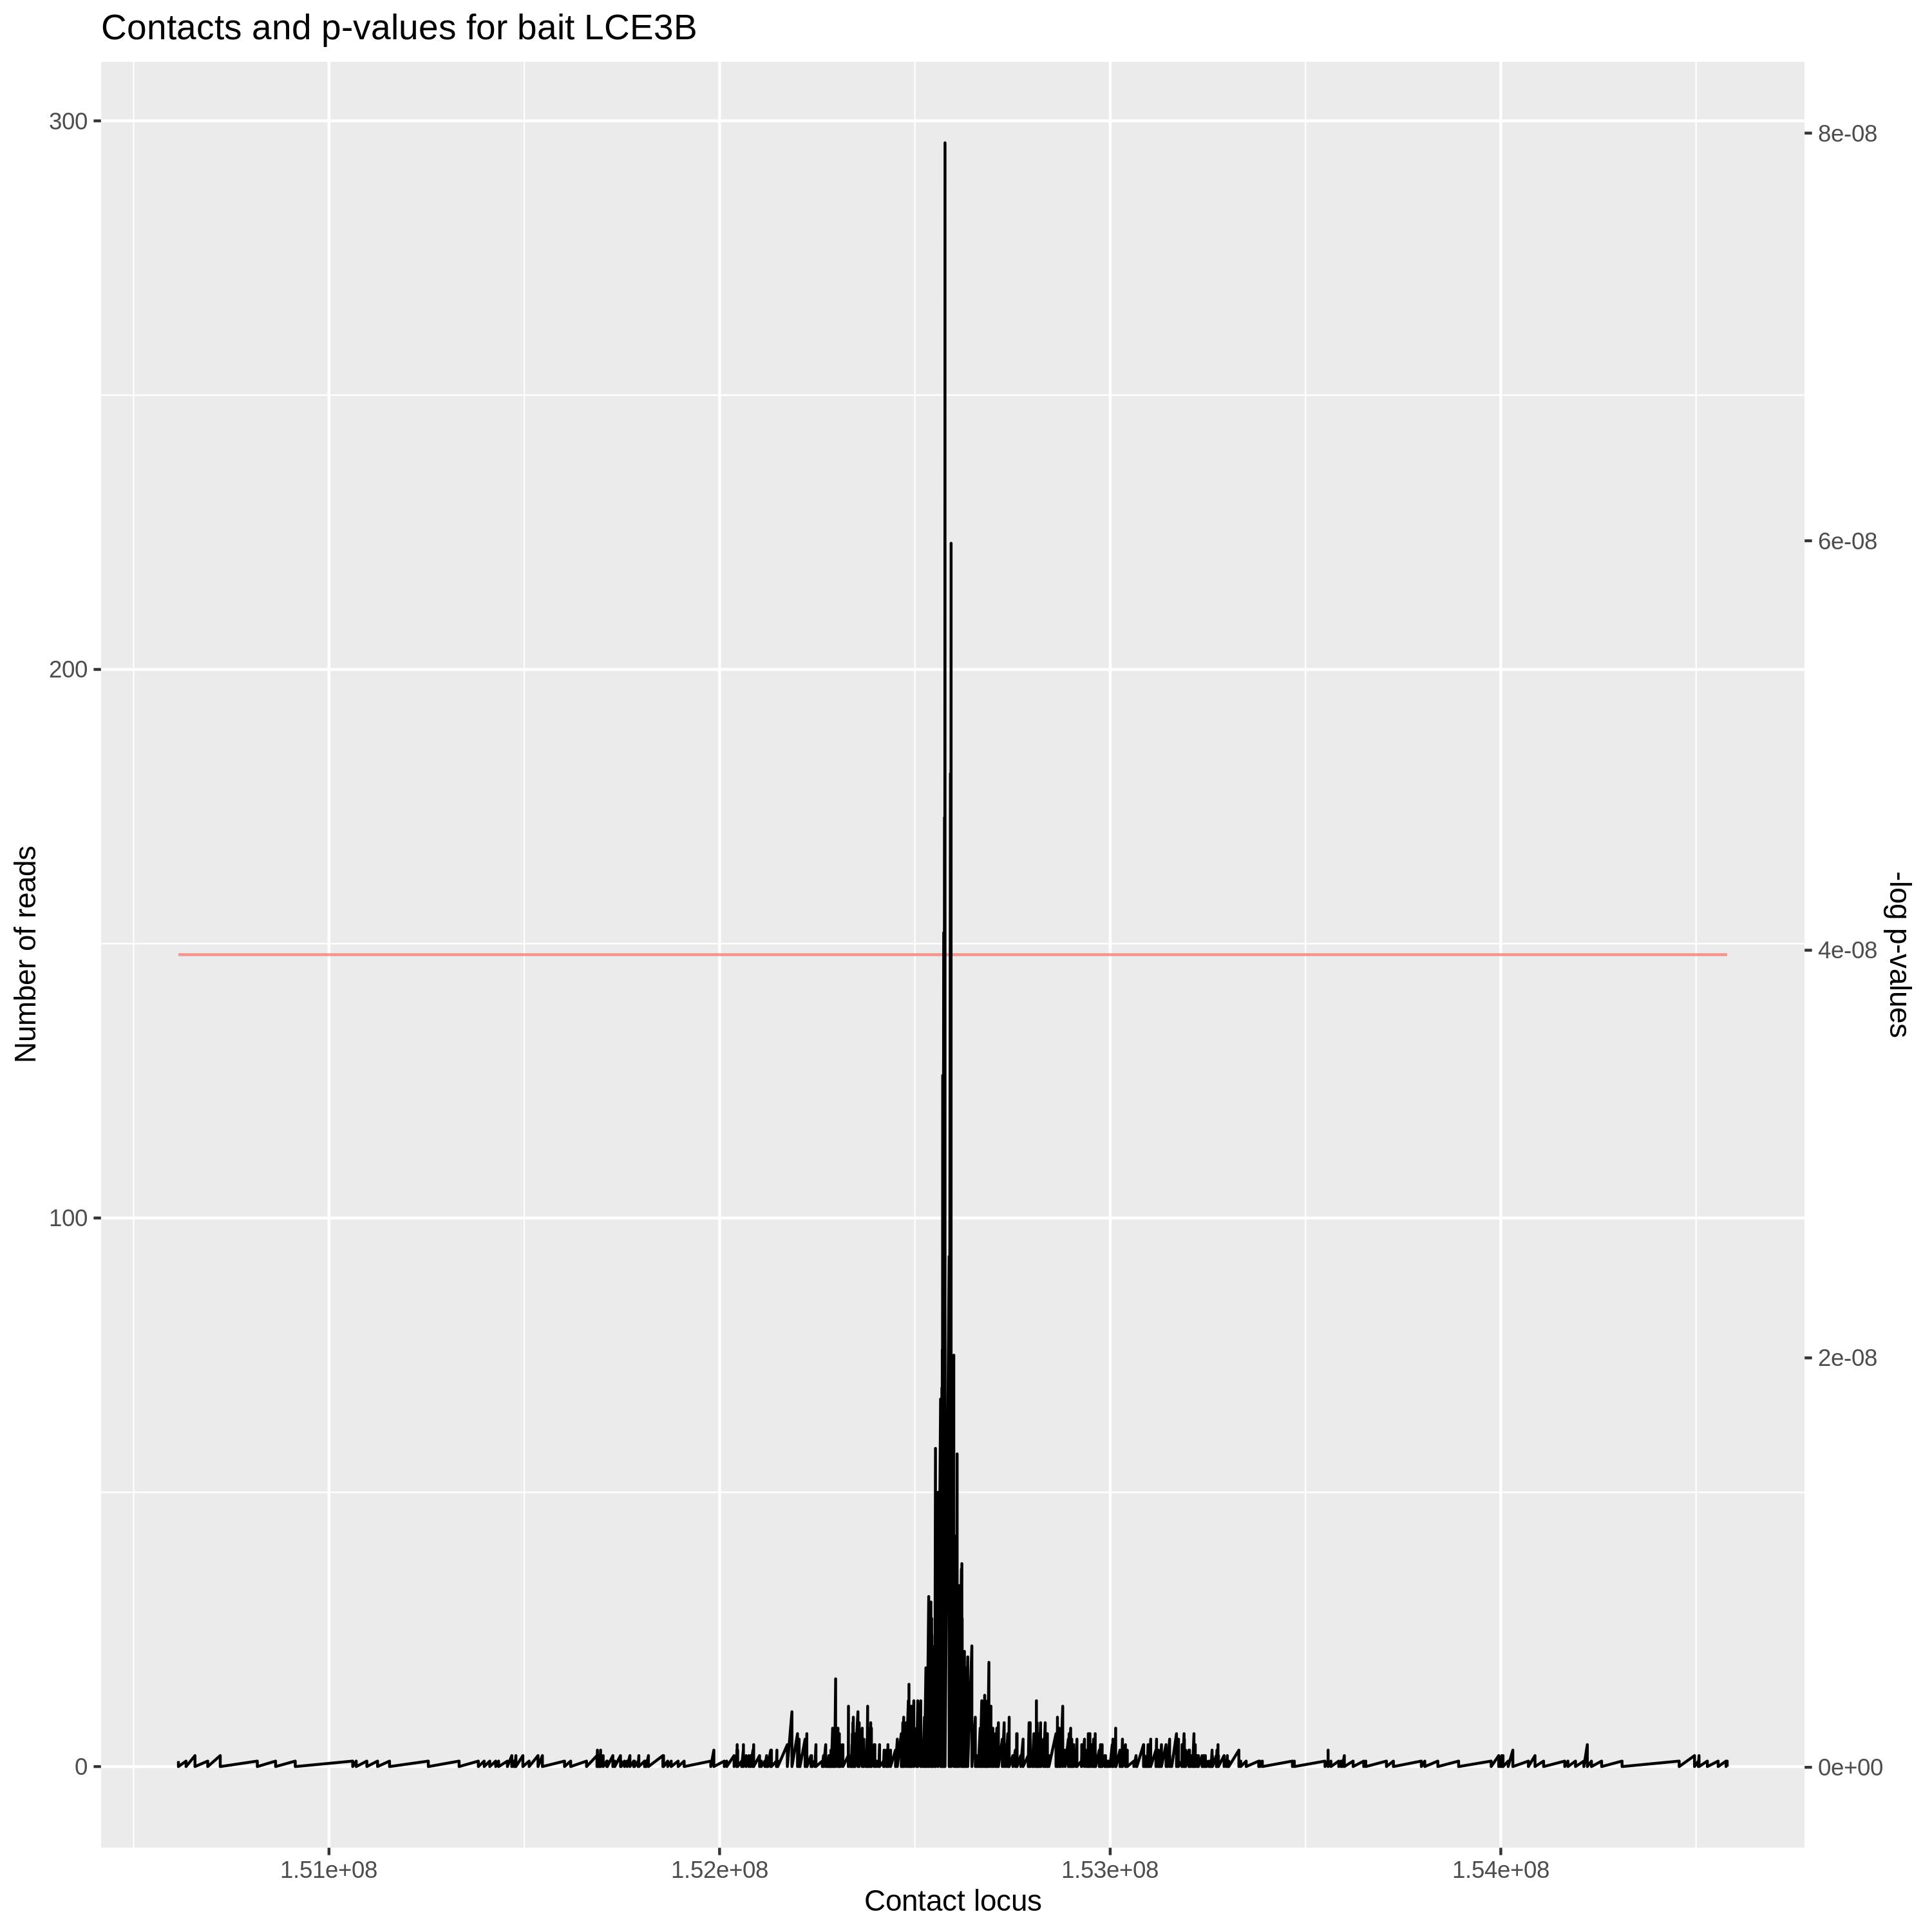 Contacts and p-values for bait LCE3B
300
200
100
0
Number of reads
8e-08
6e-08
4e-08
2e-08
0e+00
-log p-values
1.51e+08
1.52e+08
1.53e+08
1.54e+08
Contact locus